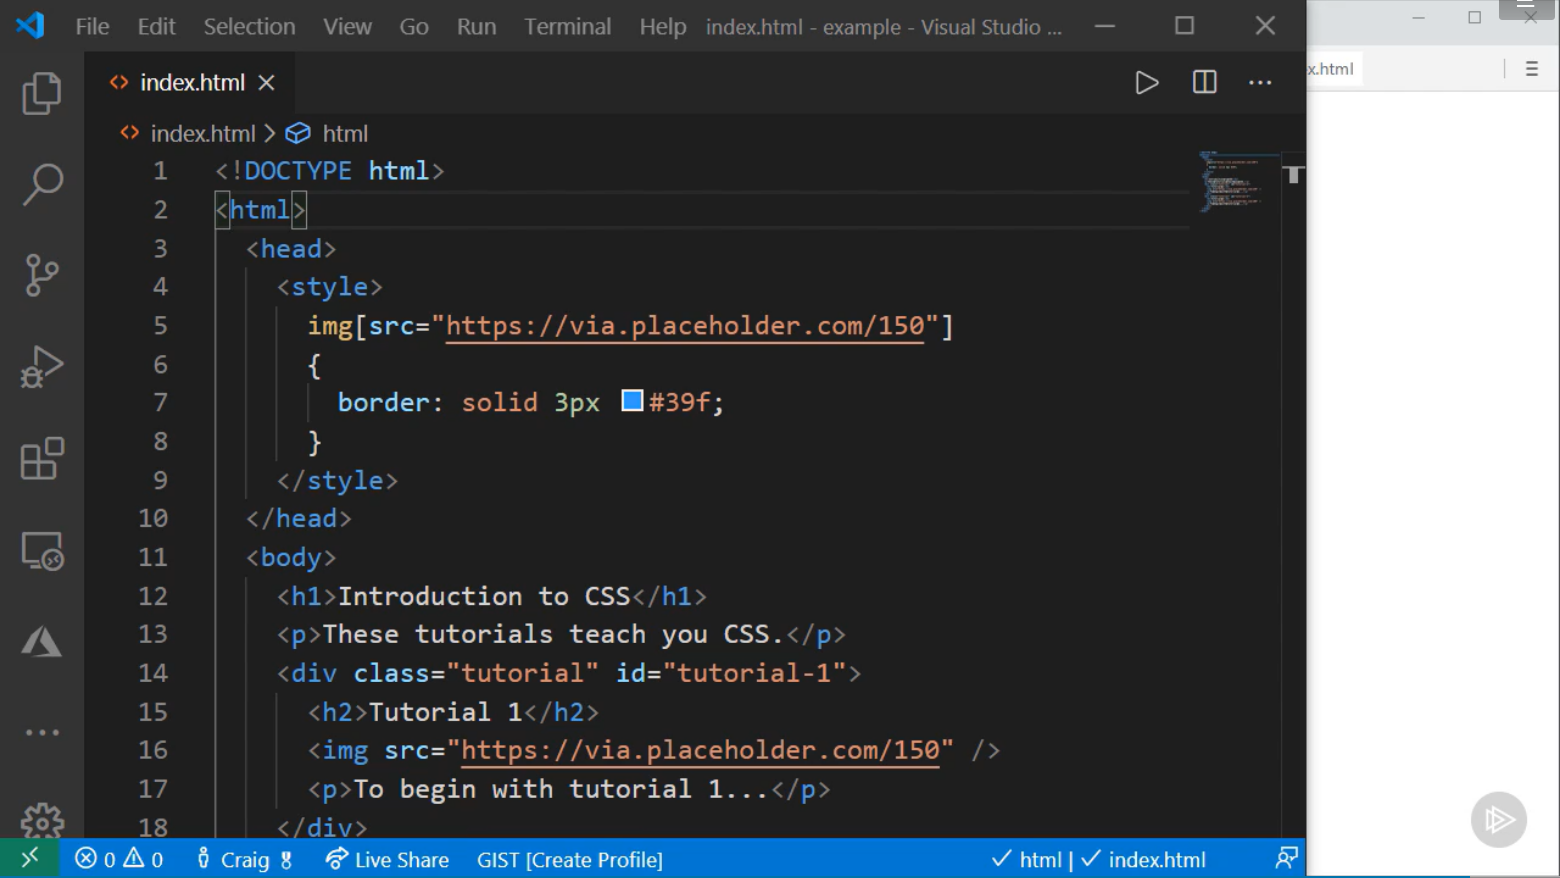 File Edit Selection View Go Run Terminal Help index.html - example - Visual Studio ...
index.html
x.html
index.html > html
1 <!DOCTYPE html>
2 <html>
3 <head>
4 <style>
5 img[src="https://via.placeholder.com/150"]
6 {
7 border: solid 3px #39f;
8 }
9 </style>
10 </head>
11 <body>
12 <h1>Introduction to CSS</h1>
13 <p>These tutorials teach you CSS.</p>
14 <div class="tutorial" id="tutorial-1">
15 <h2>Tutorial 1</h2>
16 <img src="https://via.placeholder.com/150" />
17 <p>To begin with tutorial 1...</p>
18 </div>
0 0 Craig Live Share GIST [Create Profile] html | index.html